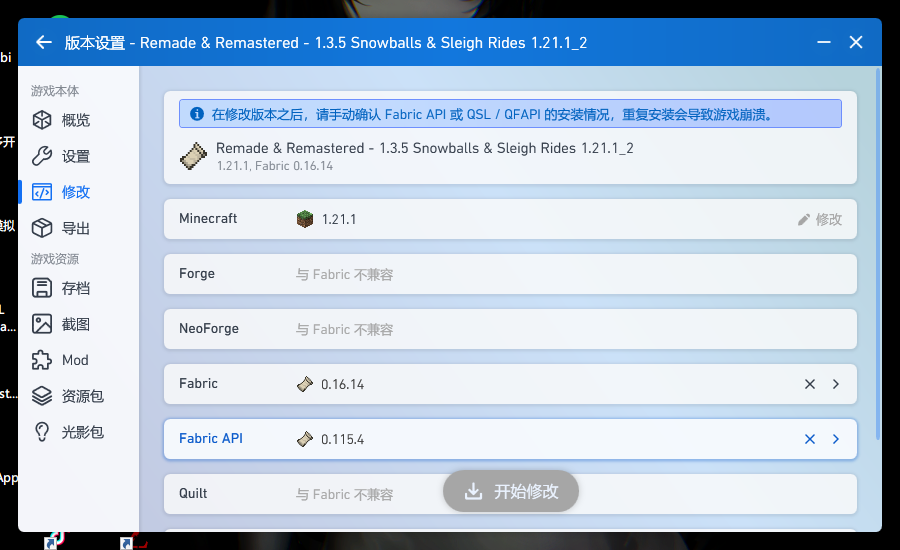 版本设置 - Remade & Remastered - 1.3.5 Snowballs & Sleigh Rides 1.21.1_2
bi
游戏本体
在修改版本之后，请手动确认 Fabric API 或 QSL / QFAPI 的安装情况，重复安装会导致游戏崩溃。
概览
开
Remade & Remastered - 1.3.5 Snowballs & Sleigh Rides 1.21.1_2
设置
1.21.1, Fabric 0.16.14
修改
Minecraft 1.21.1 修改
模拟
导出
游戏资源
Forge 与 Fabric 不兼容
存档
L
截图
a...
NeoForge 与 Fabric 不兼容
Mod
Fabric 0.16.14
st...
资源包
光影包
Fabric API 0.115.4
App
Quilt 与 Fabric 不兼容
开始修改